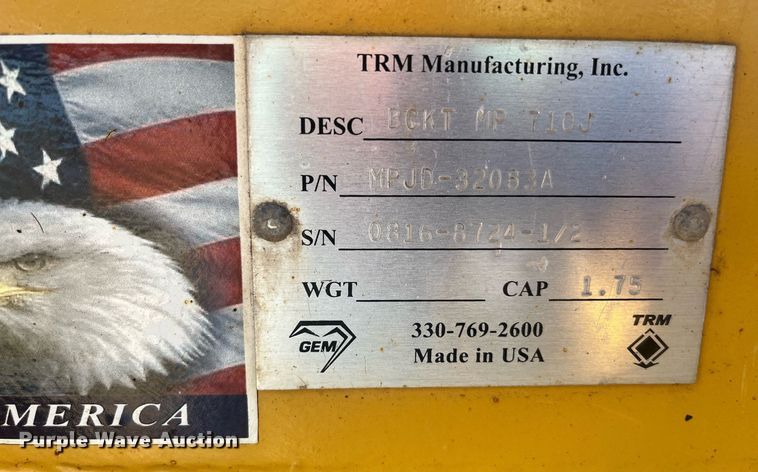 TRM Manufacturing, Inc.
DESC BCKT MP 710J
P/N MPJD-32083A
S/N 0816-8724-1/2
WGT CAP 1.75
GEM 330-769-2600 TRM
Made in USA
MERICA
Purple Wave Auction